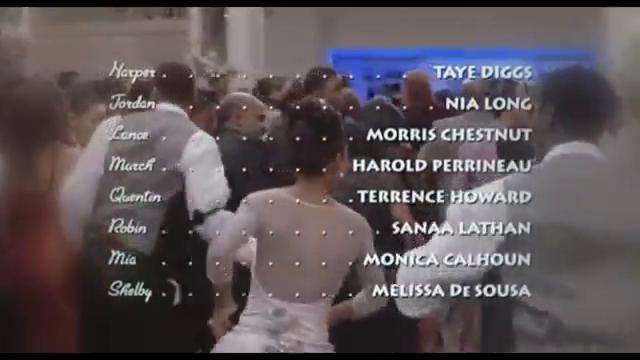 Harper . . . . . . . . . . TAYE DIGGS
Jordan . . . . . . . . . . . NIA LONG
Lance . . . . . . . . MORRIS CHESTNUT
Murch . . . . . . . HAROLD PERRINEAU
Quentin . . . . . . . TERRENCE HOWARD
Robin . . . . . . . . . SANAA LATHAN
Mia . . . . . . . . MONICA CALHOUN
Shelby . . . . . . . . MELISSA DE SOUSA